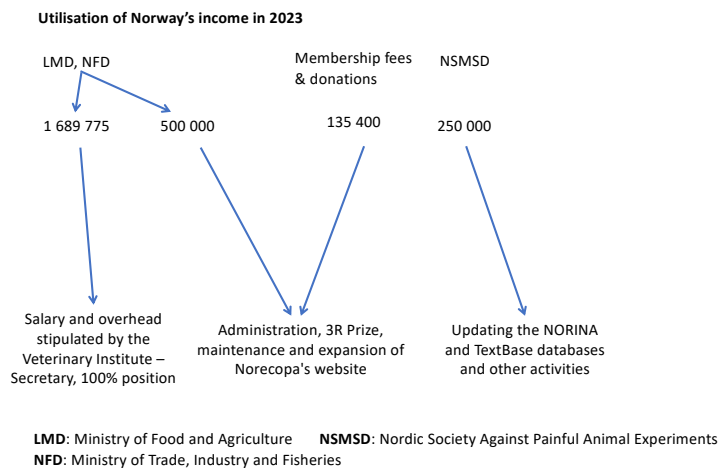 Utilisation of Norway's income in 2023
LMD, NFD
Membership fees
& donations
NSMSD
1 689 775
500 000
135 400
250 000
Salary and overhead
stipulated by the
Veterinary Institute –
Secretary, 100% position
Administration, 3R Prize,
maintenance and expansion of
Norecopa's website
Updating the NORINA
and TextBase databases
and other activities
LMD: Ministry of Food and Agriculture NSMSD: Nordic Society Against Painful Animal Experiments
NFD: Ministry of Trade, Industry and Fisheries